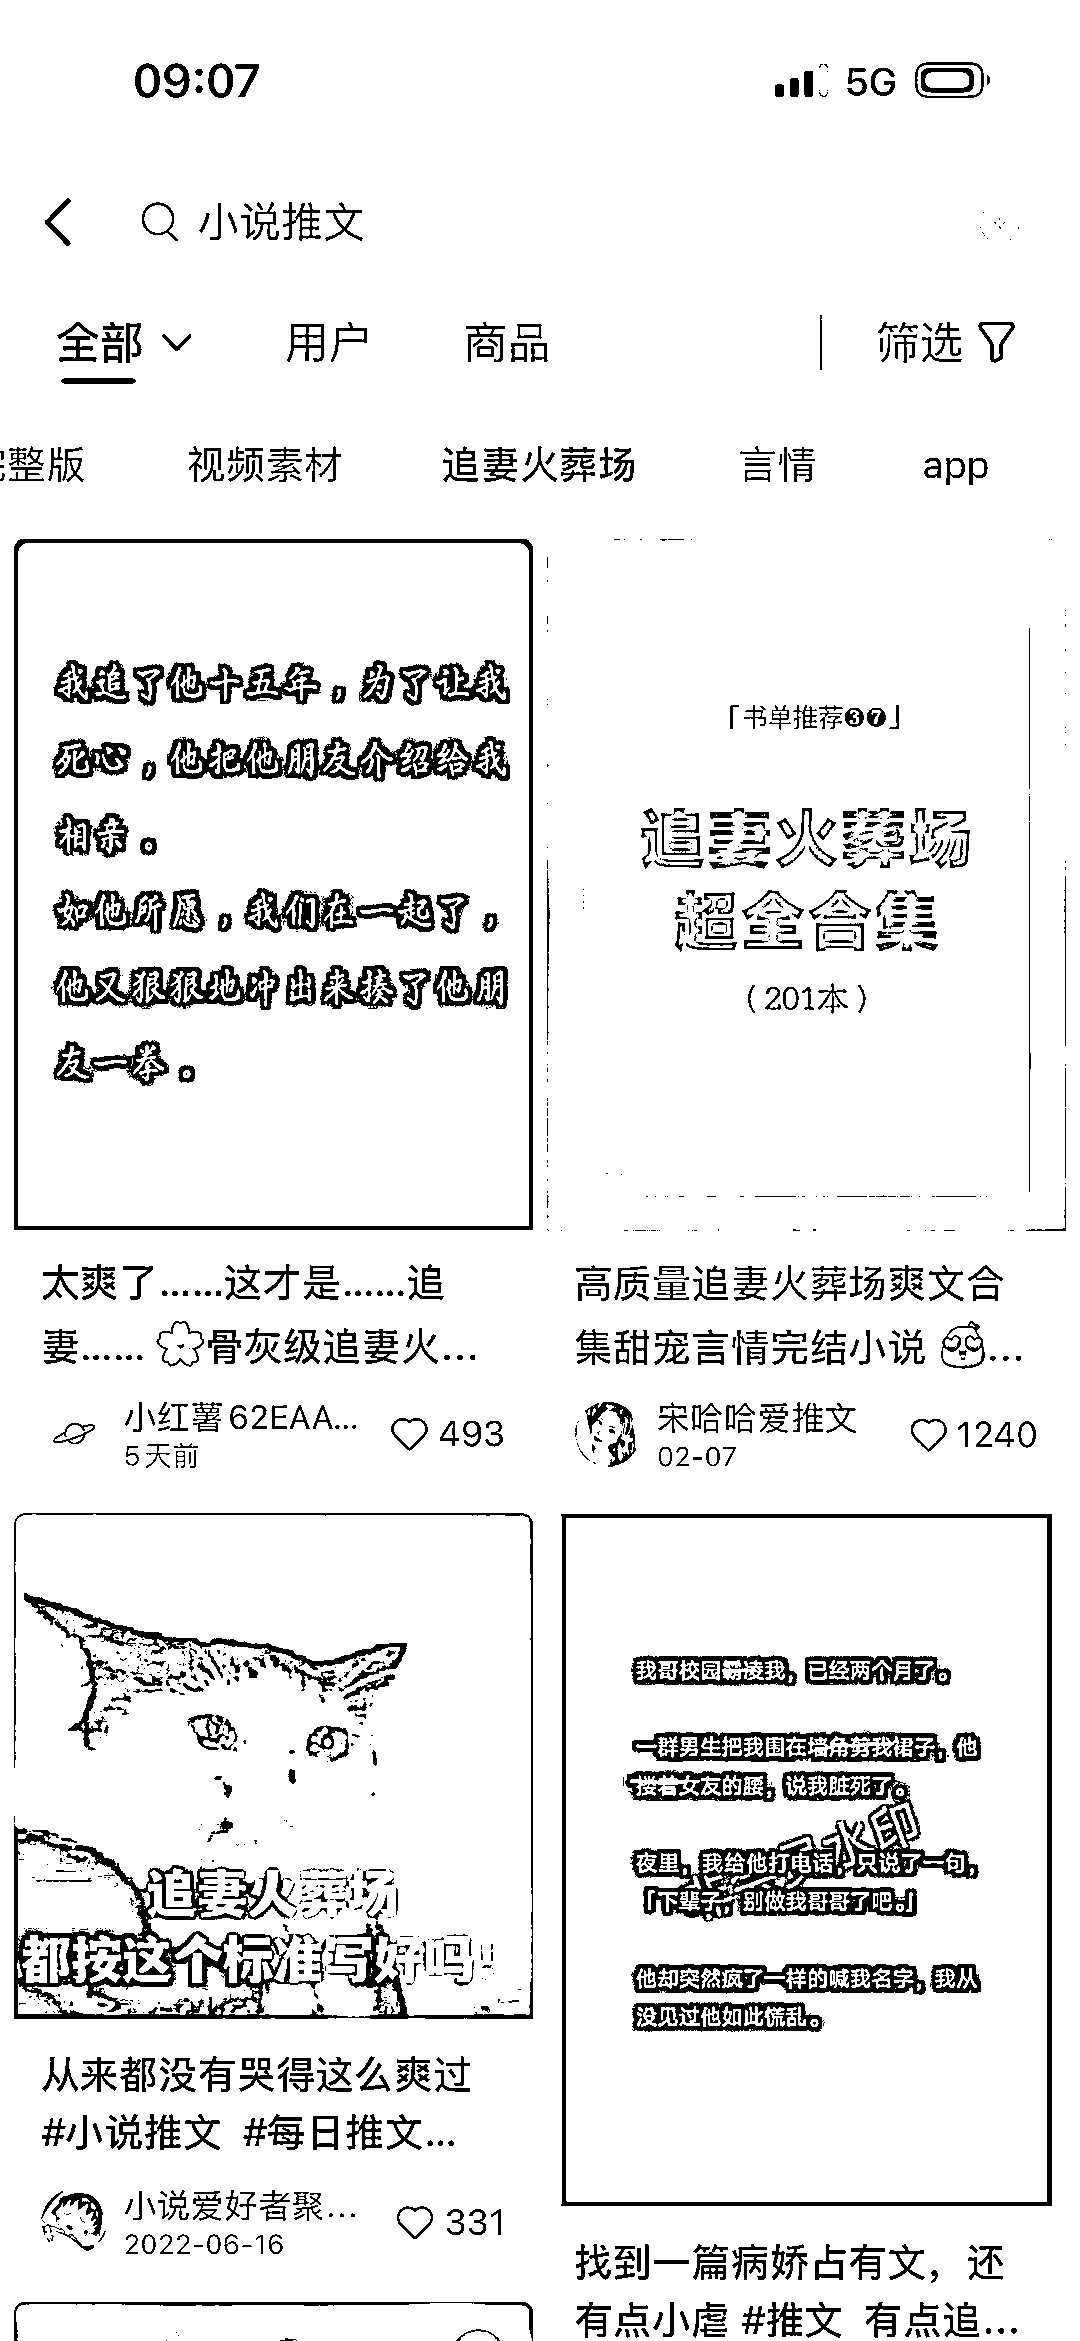 09:07
5G
小说推文
全部
用户
商品
筛选
整版
视频素材
追妻火葬场
言情
app
我追了他十五年，为了让我
死心，他把他朋友介绍给我
相亲。
如他所愿，我们在一起了，
他又狠狠地冲出来揍了他朋
友一拳。
太爽了……这才是……追
妻…… 骨灰级追妻火...
小红薯62EAA...
5天前
493
「书单推荐37」
追妻火葬场
超全合集
（201本）
高质量追妻火葬场爽文合
集甜宠言情完结小说 ...
宋哈哈爱推文
02-07
1240
追妻火葬场
都按这个标准写好吗!!
从来都没有哭得这么爽过
#小说推文 #每日推文...
小说爱好者聚...
2022-06-16
331
我哥校园霸凌我，已经两个月了。
一群男生把我围在墙角剪我裙子，他
搂着女友的腰，说我脏死了。
夜里，我给他打电话，只说了一句，
「下辈子，别做我哥哥了吧。」
他却突然疯了一样的喊我名字，我从
没见过他如此慌乱。
水印
找到一篇病娇占有文，还
有点小虐 #推文 有点追...